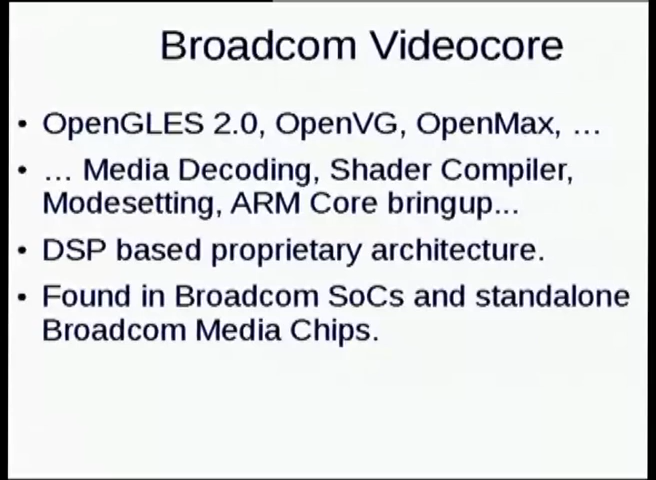 Broadcom Videocore
• OpenGLES 2.0, OpenVG, OpenMax, ...
• ... Media Decoding, Shader Compiler,
Modesetting, ARM Core bringup...
• DSP based proprietary architecture.
• Found in Broadcom SoCs and standalone
Broadcom Media Chips.